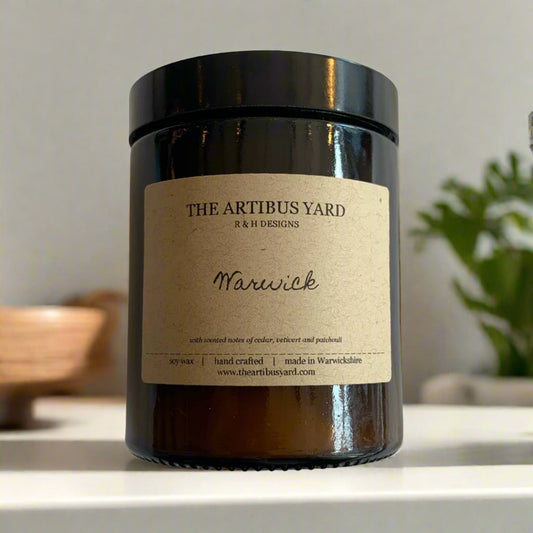 THE ARTIBUS YARD
R & H DESIGNS
Warwick
with scented notes of cedar, vetivert and patchouli
soy wax | hand crafted | made in Warwickshire
www.theartibusyard.com